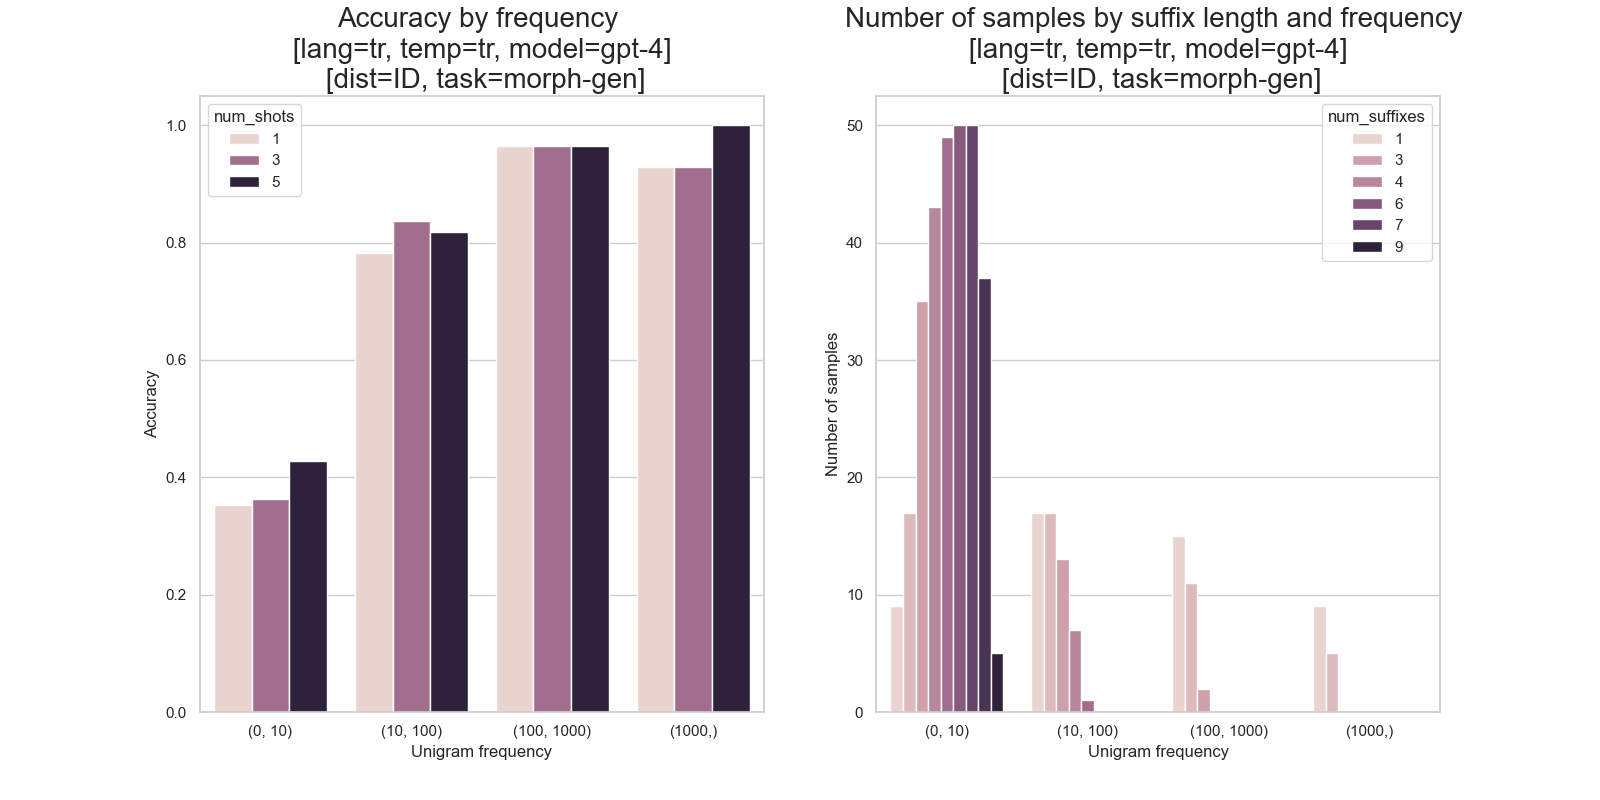 Accuracy by frequency
[lang=tr, temp=tr, model=gpt-4]
[dist=ID, task=morph-gen]
num_shots
1
3
5
1.0
0.8
0.6
0.4
0.2
0.0
Accuracy
(0, 10)
(10, 100)
(100, 1000)
(1000,)
Unigram frequency
Number of samples by suffix length and frequency
[lang=tr, temp=tr, model=gpt-4]
[dist=ID, task=morph-gen]
num_suffixes
1
3
4
6
7
9
50
40
30
20
10
0
Number of samples
(0, 10)
(10, 100)
(100, 1000)
(1000,)
Unigram frequency